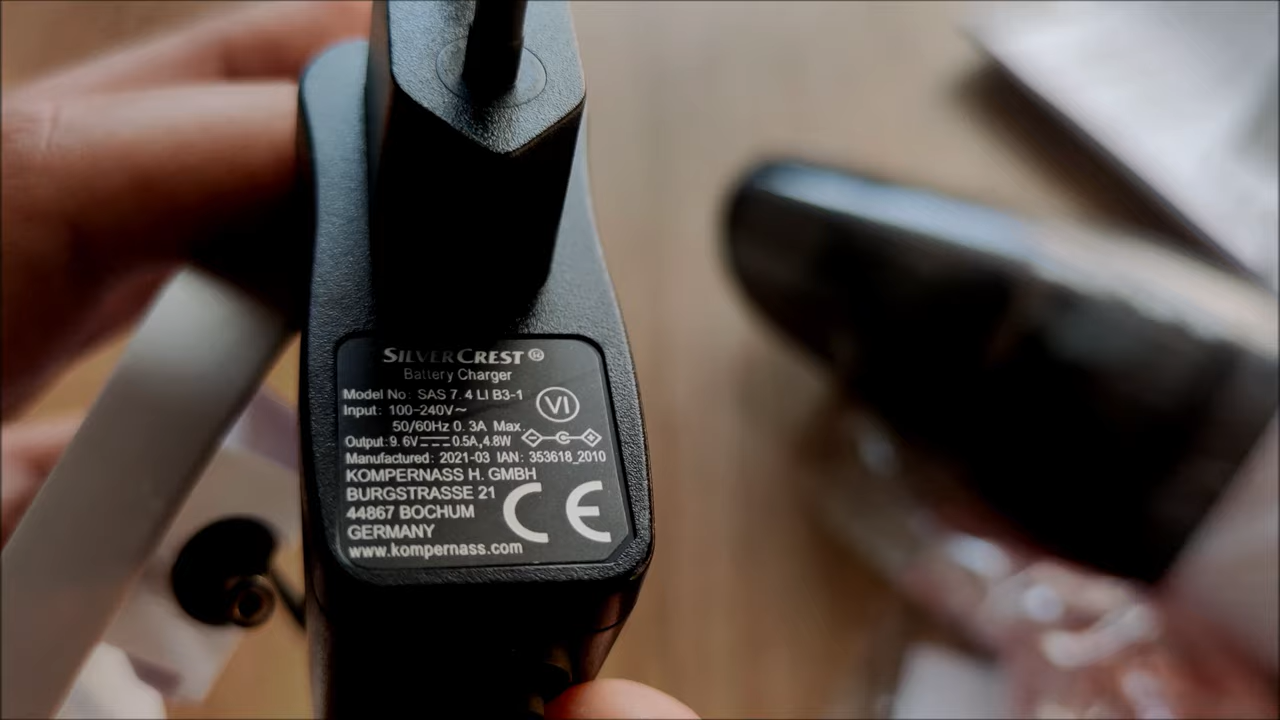 SILVERCREST ®
Battery Charger
Model No: SAS 7.4 LI B3-1
Input: 100-240V~
50/60Hz 0.3A Max.
Output: 9.6V⎓0.5A,4.8W
Manufactured: 2021-03 IAN: 353618_2010
KOMPERNASS H. GMBH
BURGSTRASSE 21
44867 BOCHUM
GERMANY
www.kompernass.com
VI
CE